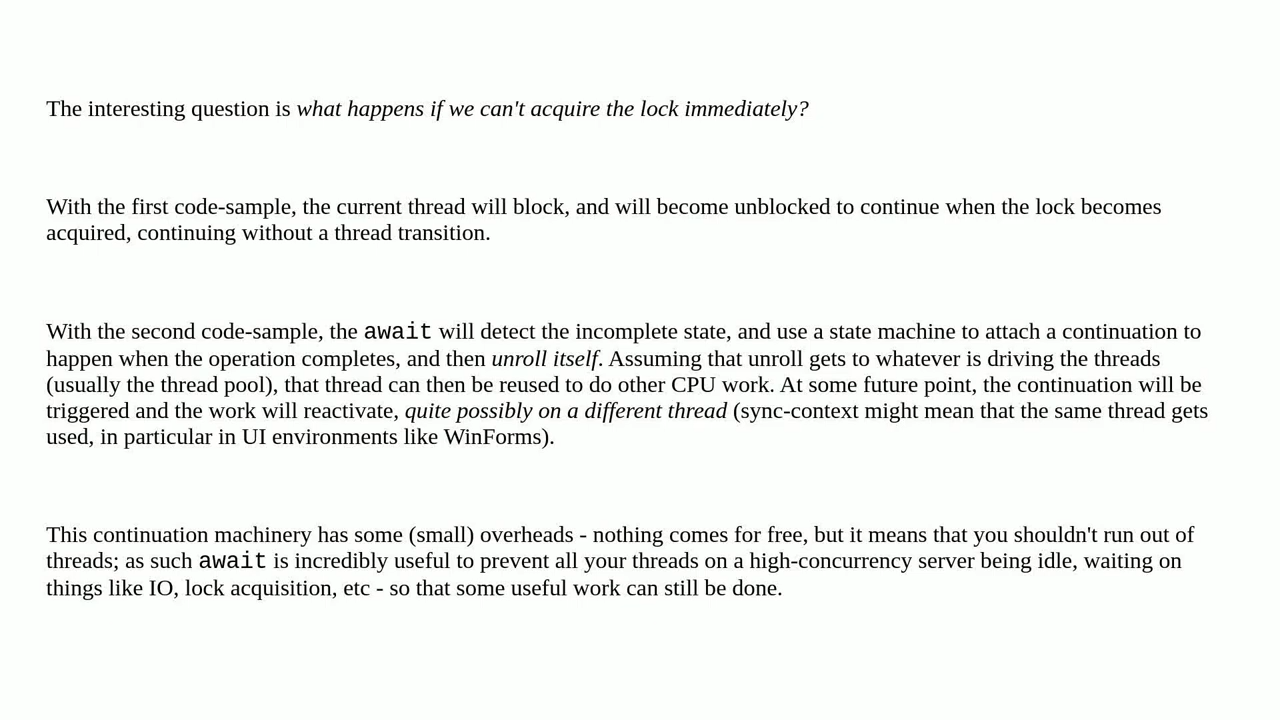 The interesting question is what happens if we can't acquire the lock immediately?
With the first code-sample, the current thread will block, and will become unblocked to continue when the lock becomes
acquired, continuing without a thread transition.
With the second code-sample, the await will detect the incomplete state, and use a state machine to attach a continuation to
happen when the operation completes, and then unroll itself. Assuming that unroll gets to whatever is driving the threads
(usually the thread pool), that thread can then be reused to do other CPU work. At some future point, the continuation will be
triggered and the work will reactivate, quite possibly on a different thread (sync-context might mean that the same thread gets
used, in particular in UI environments like WinForms).
This continuation machinery has some (small) overheads - nothing comes for free, but it means that you shouldn't run out of
threads; as such await is incredibly useful to prevent all your threads on a high-concurrency server being idle, waiting on
things like IO, lock acquisition, etc - so that some useful work can still be done.